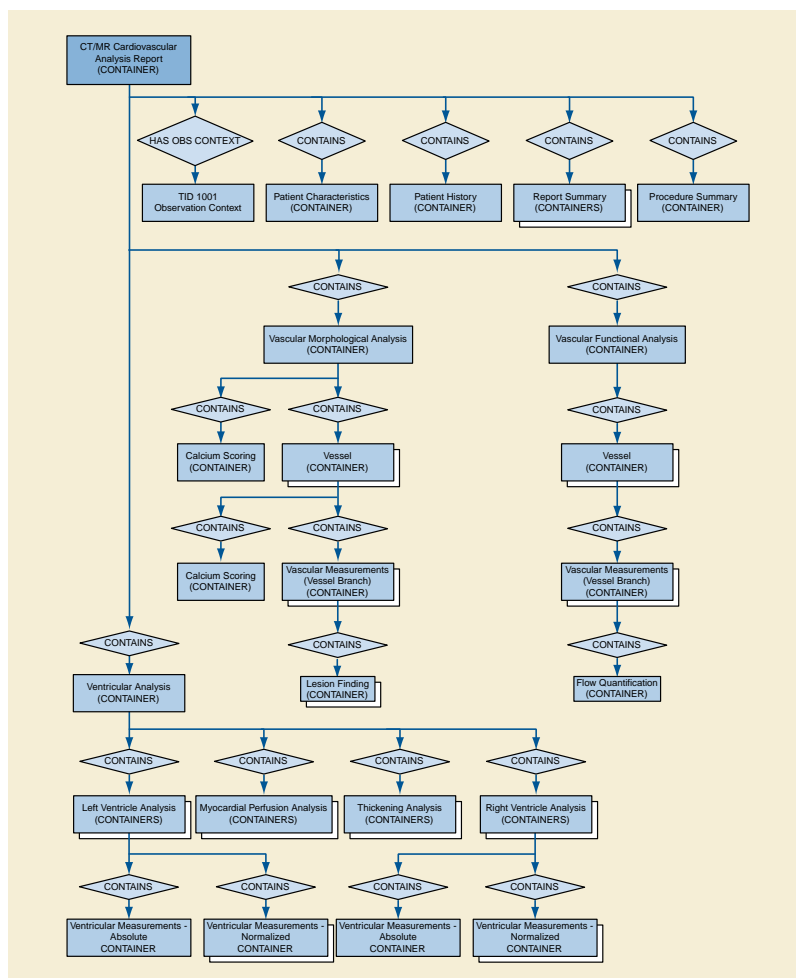 CT/MR Cardiovascular
Analysis Report
(CONTAINER)
HAS OBS CONTEXT
CONTAINS
CONTAINS
CONTAINS
CONTAINS
TID 1001
Observation Context
Patient Characteristics
(CONTAINER)
Patient History
(CONTAINER)
Report Summary
(CONTAINERS)
Procedure Summary
(CONTAINER)
CONTAINS
CONTAINS
Vascular Morphological Analysis
(CONTAINER)
Vascular Functional Analysis
(CONTAINER)
CONTAINS
CONTAINS
CONTAINS
Calcium Scoring
(CONTAINER)
Vessel
(CONTAINER)
Vessel
(CONTAINER)
CONTAINS
CONTAINS
CONTAINS
Calcium Scoring
(CONTAINER)
Vascular Measurements
(Vessel Branch)
(CONTAINER)
Vascular Measurements
(Vessel Branch)
(CONTAINER)
CONTAINS
CONTAINS
CONTAINS
Ventricular Analysis
(CONTAINER)
Lesion Finding
(CONTAINER)
Flow Quantification
(CONTAINER)
CONTAINS
CONTAINS
CONTAINS
CONTAINS
Left Ventricle Analysis
(CONTAINERS)
Myocardial Perfusion Analysis
(CONTAINERS)
Thickening Analysis
(CONTAINERS)
Right Ventricle Analysis
(CONTAINERS)
CONTAINS
CONTAINS
CONTAINS
CONTAINS
Ventricular Measurements -
Absolute
CONTAINER
Ventricular Measurements -
Normalized
CONTAINER
Ventricular Measurements -
Absolute
CONTAINER
Ventricular Measurements -
Normalized
CONTAINER